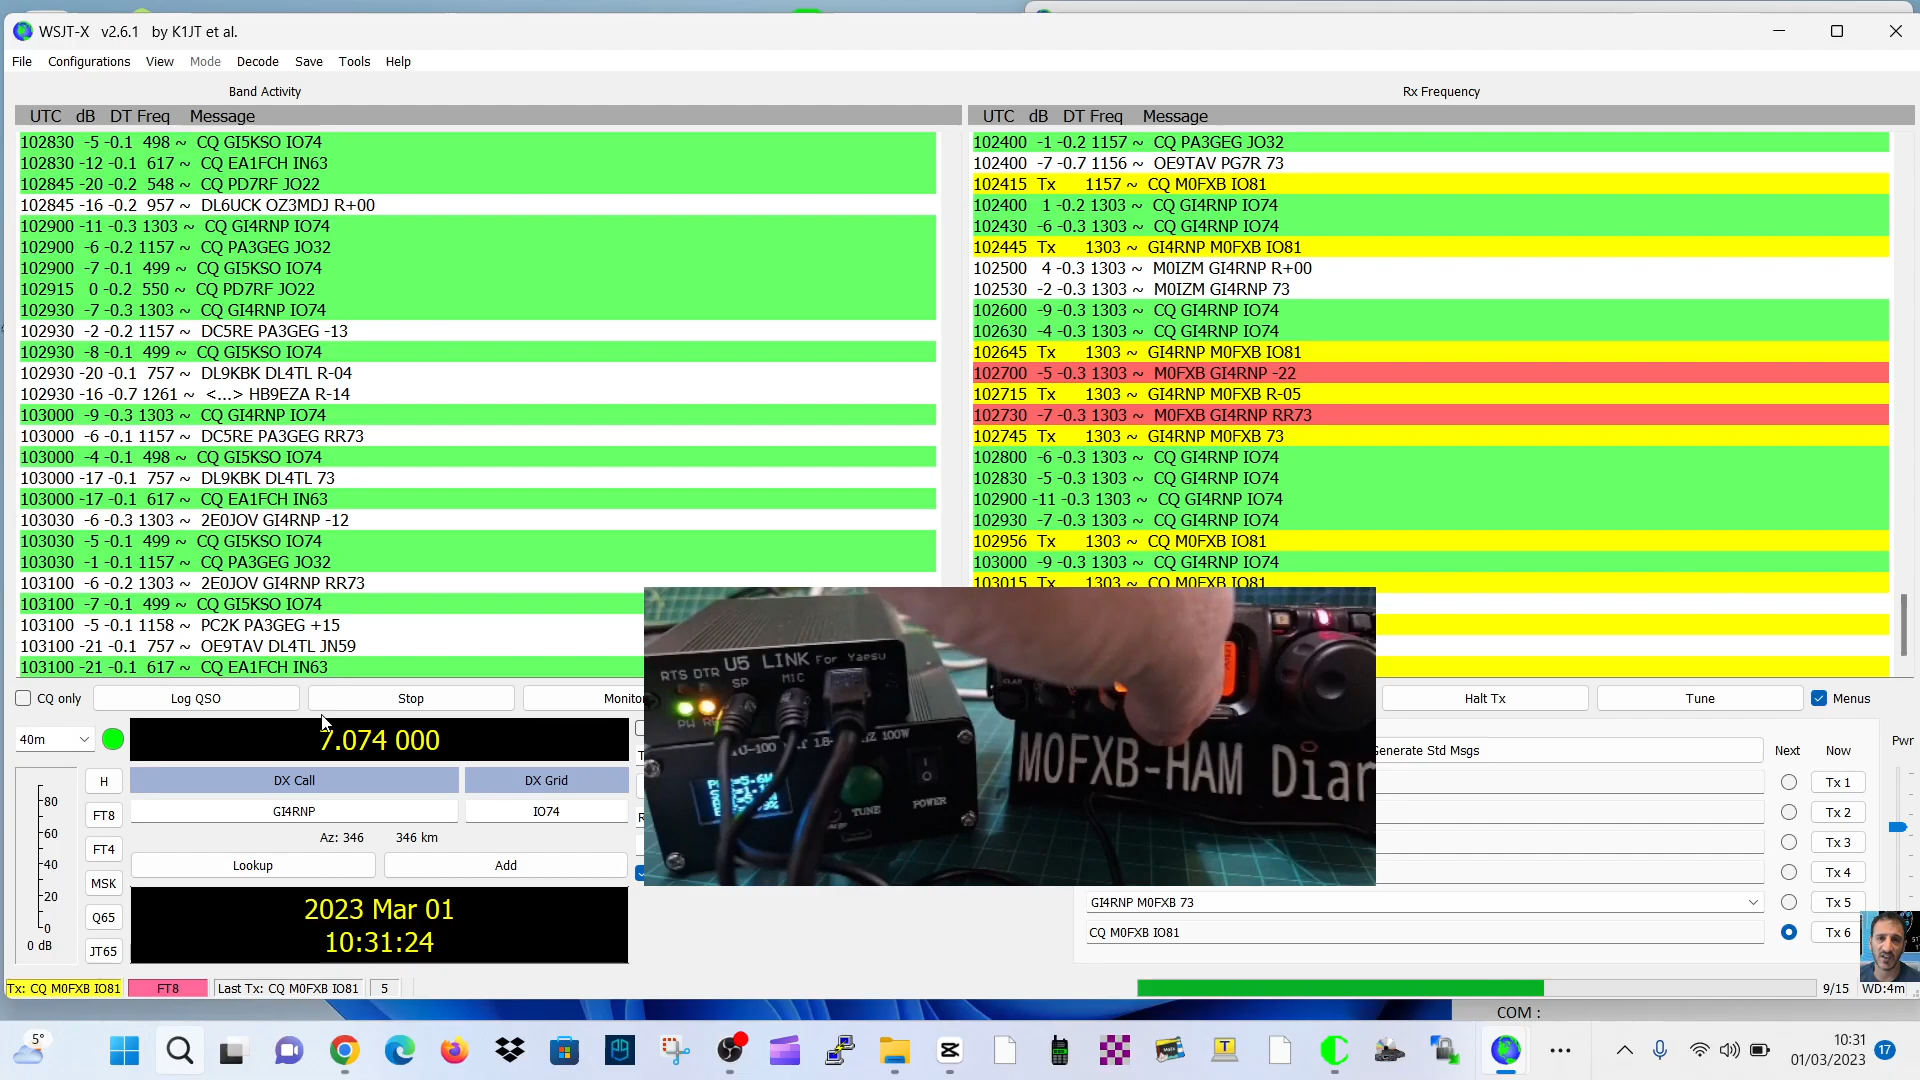 WSJT-X v2.6.1 by K1JT et al.
File Configurations View Mode Decode Save Tools Help
Band Activity
UTC dB DT Freq Message
102830 -5 -0.1 498 ~ CQ GI5KSO IO74
102830 -12 -0.1 617 ~ CQ EA1FCH IN63
102845 -20 -0.2 548 ~ CQ PD7RF JO22
102845 -16 -0.2 957 ~ DL6UCK OZ3MDJ R+00
102900 -11 -0.3 1303 ~ CQ GI4RNP IO74
102900 -6 -0.2 1157 ~ CQ PA3GEG JO32
102900 -7 -0.1 499 ~ CQ GI5KSO IO74
102915 0 -0.2 550 ~ CQ PD7RF JO22
102930 -7 -0.3 1303 ~ CQ GI4RNP IO74
102930 -2 -0.2 1157 ~ DC5RE PA3GEG -13
102930 -8 -0.1 499 ~ CQ GI5KSO IO74
102930 -20 -0.1 757 ~ DL9KBK DL4TL R-04
102930 -16 -0.7 1261 ~ <...> HB9EZA R-14
103000 -9 -0.3 1303 ~ CQ GI4RNP IO74
103000 -6 -0.1 1157 ~ DC5RE PA3GEG RR73
103000 -4 -0.1 498 ~ CQ GI5KSO IO74
103000 -17 -0.1 757 ~ DL9KBK DL4TL 73
103000 -17 -0.1 617 ~ CQ EA1FCH IN63
103030 -6 -0.3 1303 ~ 2E0JOV GI4RNP -12
103030 -5 -0.1 499 ~ CQ GI5KSO IO74
103030 -1 -0.1 1157 ~ CQ PA3GEG JO32
103100 -6 -0.2 1303 ~ 2E0JOV GI4RNP RR73
103100 -7 -0.1 499 ~ CQ GI5KSO IO74
103100 -5 -0.1 1158 ~ PC2K PA3GEG +15
103100 -21 -0.1 757 ~ OE9TAV DL4TL JN59
103100 -21 -0.1 617 ~ CQ EA1FCH IN63
Rx Frequency
UTC dB DT Freq Message
102400 -1 -0.2 1157 ~ CQ PA3GEG JO32
102400 -7 -0.7 1156 ~ OE9TAV PG7R 73
102415 Tx 1157 ~ CQ M0FXB IO81
102400 1 -0.2 1303 ~ CQ GI4RNP IO74
102430 -6 -0.3 1303 ~ CQ GI4RNP IO74
102445 Tx 1303 ~ GI4RNP M0FXB IO81
102500 4 -0.3 1303 ~ M0IZM GI4RNP R+00
102530 -2 -0.3 1303 ~ M0IZM GI4RNP 73
102600 -9 -0.3 1303 ~ CQ GI4RNP IO74
102630 -4 -0.3 1303 ~ CQ GI4RNP IO74
102645 Tx 1303 ~ GI4RNP M0FXB IO81
102700 -5 -0.3 1303 ~ M0FXB GI4RNP -22
102715 Tx 1303 ~ GI4RNP M0FXB R-05
102730 -7 -0.3 1303 ~ M0FXB GI4RNP RR73
102745 Tx 1303 ~ GI4RNP M0FXB 73
102800 -6 -0.3 1303 ~ CQ GI4RNP IO74
102830 -5 -0.3 1303 ~ CQ GI4RNP IO74
102900 -11 -0.3 1303 ~ CQ GI4RNP IO74
102930 -7 -0.3 1303 ~ CQ GI4RNP IO74
102956 Tx 1303 ~ CQ M0FXB IO81
103000 -9 -0.3 1303 ~ CQ GI4RNP IO74
103015 Tx 1303 ~ CQ M0FXB IO81
CQ only Log QSO Stop Monitor Halt Tx Tune Menus
40m 7.074 000
H DX Call DX Grid
FT8 GI4RNP IO74
Az: 346 346 km
FT4
Lookup Add
MSK
Q65
JT65
2023 Mar 01
10:31:24
-80
-60
-40
-20
-0
0 dB
RTS DTR U5 LINK For Yaesu
SP MIC
100W
TUNE POWER
M0FXB-HAM Diar
Generate Std Msgs Next Now Pwr
Tx 1
Tx 2
Tx 3
Tx 4
GI4RNP M0FXB 73 Tx 5
CQ M0FXB IO81 Tx 6
Tx: CQ M0FXB IO81 FT8 Last Tx: CQ M0FXB IO81 5 9/15 WD:4m
COM :
5°
10:31
01/03/2023
17